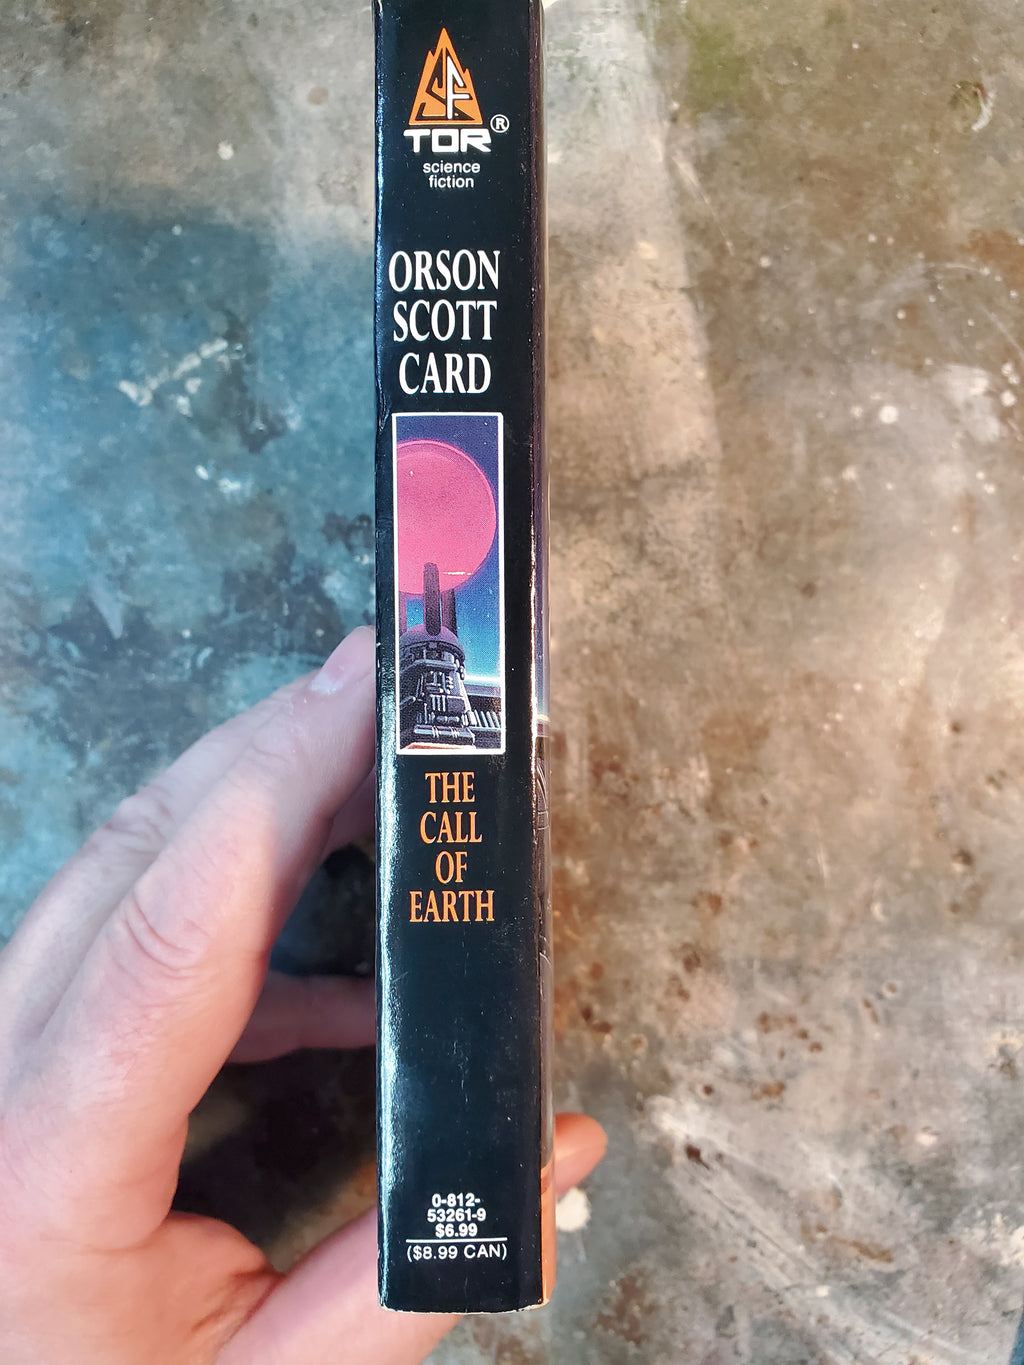 SF
TOR®
science
fiction
ORSON
SCOTT
CARD
THE
CALL
OF
EARTH
0-812-
53261-9
$6.99
($8.99 CAN)